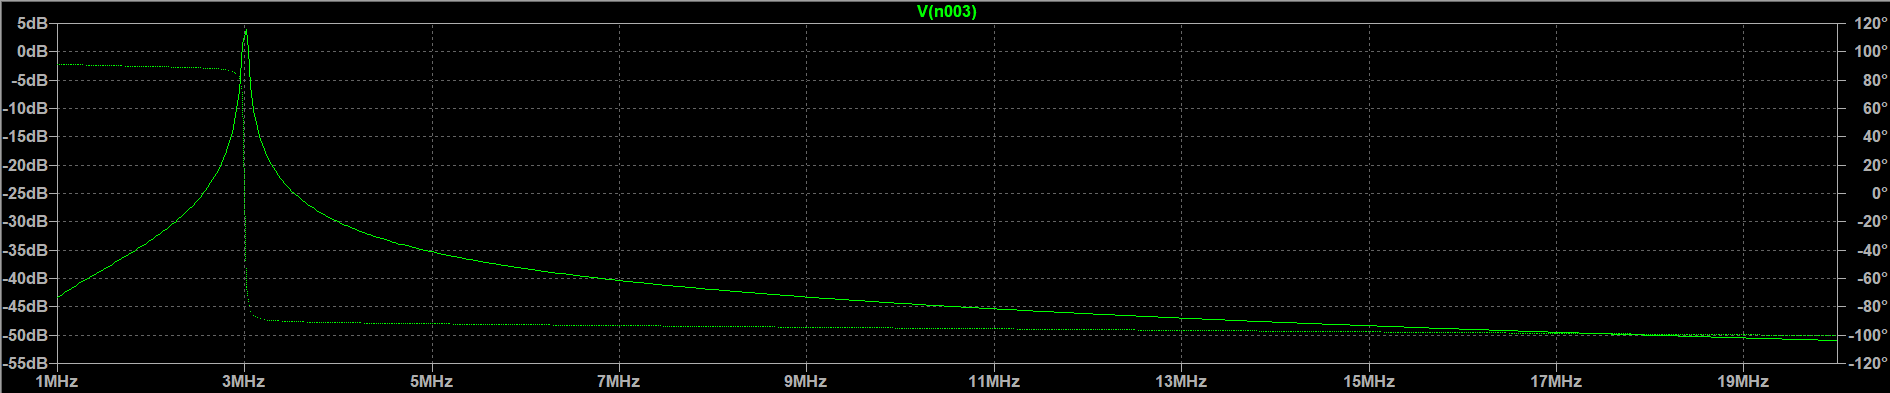 V(n003)
5dB
0dB
-5dB
-10dB
-15dB
-20dB
-25dB
-30dB
-35dB
-40dB
-45dB
-50dB
-55dB
120°
100°
80°
60°
40°
20°
0°
-20°
-40°
-60°
-80°
-100°
-120°
1MHz 3MHz 5MHz 7MHz 9MHz 11MHz 13MHz 15MHz 17MHz 19MHz